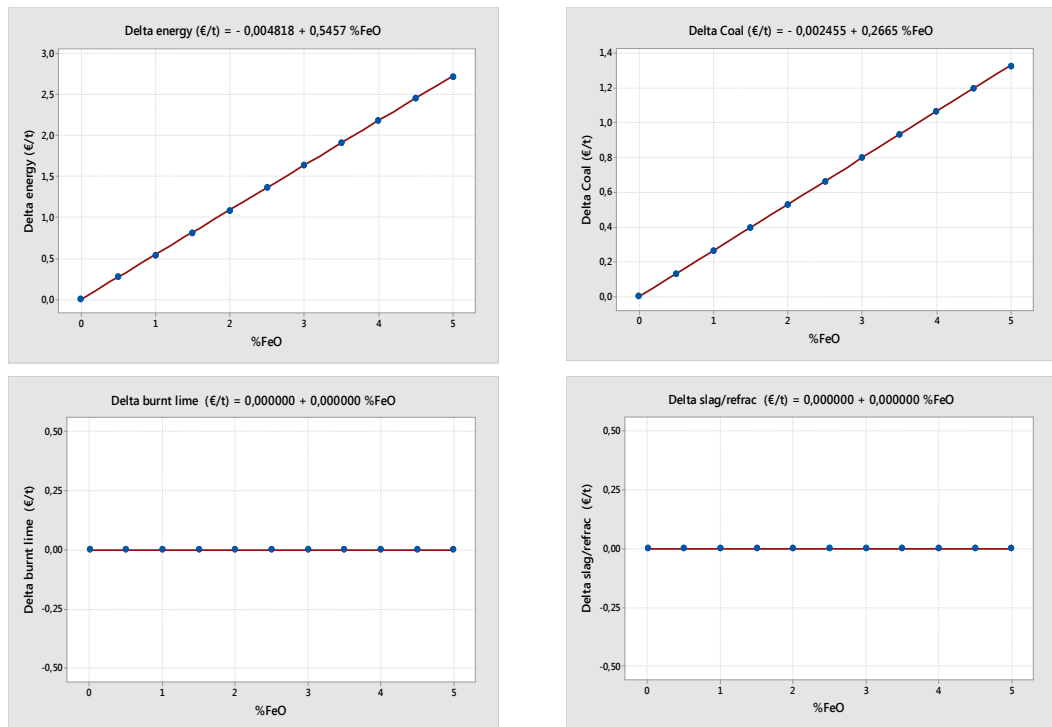 Delta energy (€/t) = - 0,004818 + 0,5457 %FeO
3,0
2,5
2,0
1,5
1,0
0,5
0,0
Delta energy (€/t)
0 1 2 3 4 5
%FeO
Delta Coal (€/t) = - 0,002455 + 0,2665 %FeO
1,4
1,2
1,0
0,8
0,6
0,4
0,2
0,0
Delta Coal (€/t)
0 1 2 3 4 5
%FeO
Delta burnt lime (€/t) = 0,000000 + 0,000000 %FeO
0,50
0,25
0,00
-0,25
-0,50
Delta burnt lime (€/t)
0 1 2 3 4 5
%FeO
Delta slag/refrac (€/t) = 0,000000 + 0,000000 %FeO
0,50
0,25
0,00
-0,25
-0,50
Delta slag/refrac (€/t)
0 1 2 3 4 5
%FeO